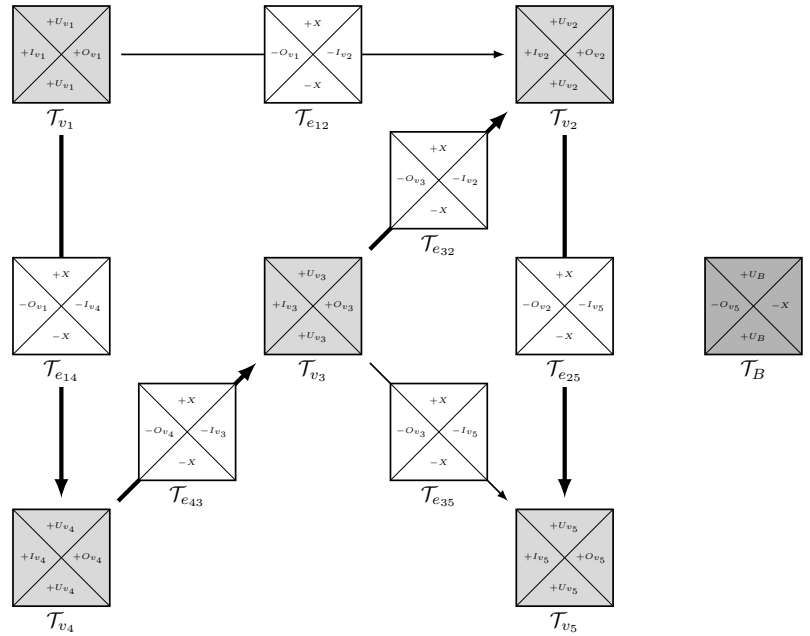 +U_{v_1} +X +U_{v_2}
+I_{v_1} +O_{v_1} −O_{v_1} −I_{v_2} +I_{v_2} +O_{v_2}
+U_{v_1} −X +U_{v_2}
𝒯_{v_1} 𝒯_{e_{12}} 𝒯_{v_2}
+X
−O_{v_3} −I_{v_2}
−X
𝒯_{e_{32}}
+X +U_{v_3} +X +U_B
−O_{v_1} −I_{v_4} +I_{v_3} +O_{v_3} −O_{v_2} −I_{v_5} −O_{v_5} −X
−X +U_{v_3} −X +U_B
𝒯_{e_{14}} 𝒯_{v_3} 𝒯_{e_{25}} 𝒯_B
+X +X
−O_{v_4} −I_{v_3} −O_{v_3} −I_{v_5}
−X −X
𝒯_{e_{43}} 𝒯_{e_{35}}
+U_{v_4} +U_{v_5}
+I_{v_4} +O_{v_4} +I_{v_5} +O_{v_5}
+U_{v_4} +U_{v_5}
𝒯_{v_4} 𝒯_{v_5}